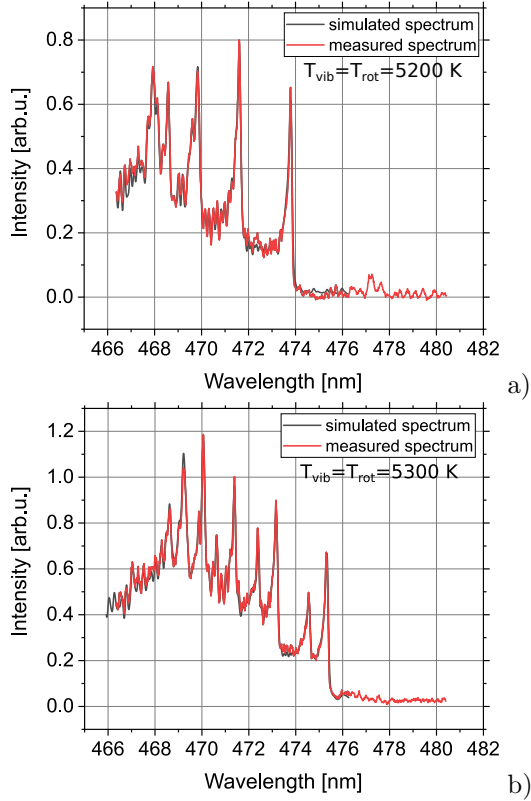 simulated spectrum
measured spectrum
T_vib=T_rot=5200 K
Intensity [arb.u.]
0.8
0.6
0.4
0.2
0.0
466 468 470 472 474 476 478 480 482
Wavelength [nm]
a)
simulated spectrum
measured spectrum
T_vib=T_rot=5300 K
Intensity [arb.u.]
1.2
1.0
0.8
0.6
0.4
0.2
0.0
466 468 470 472 474 476 478 480 482
Wavelength [nm]
b)